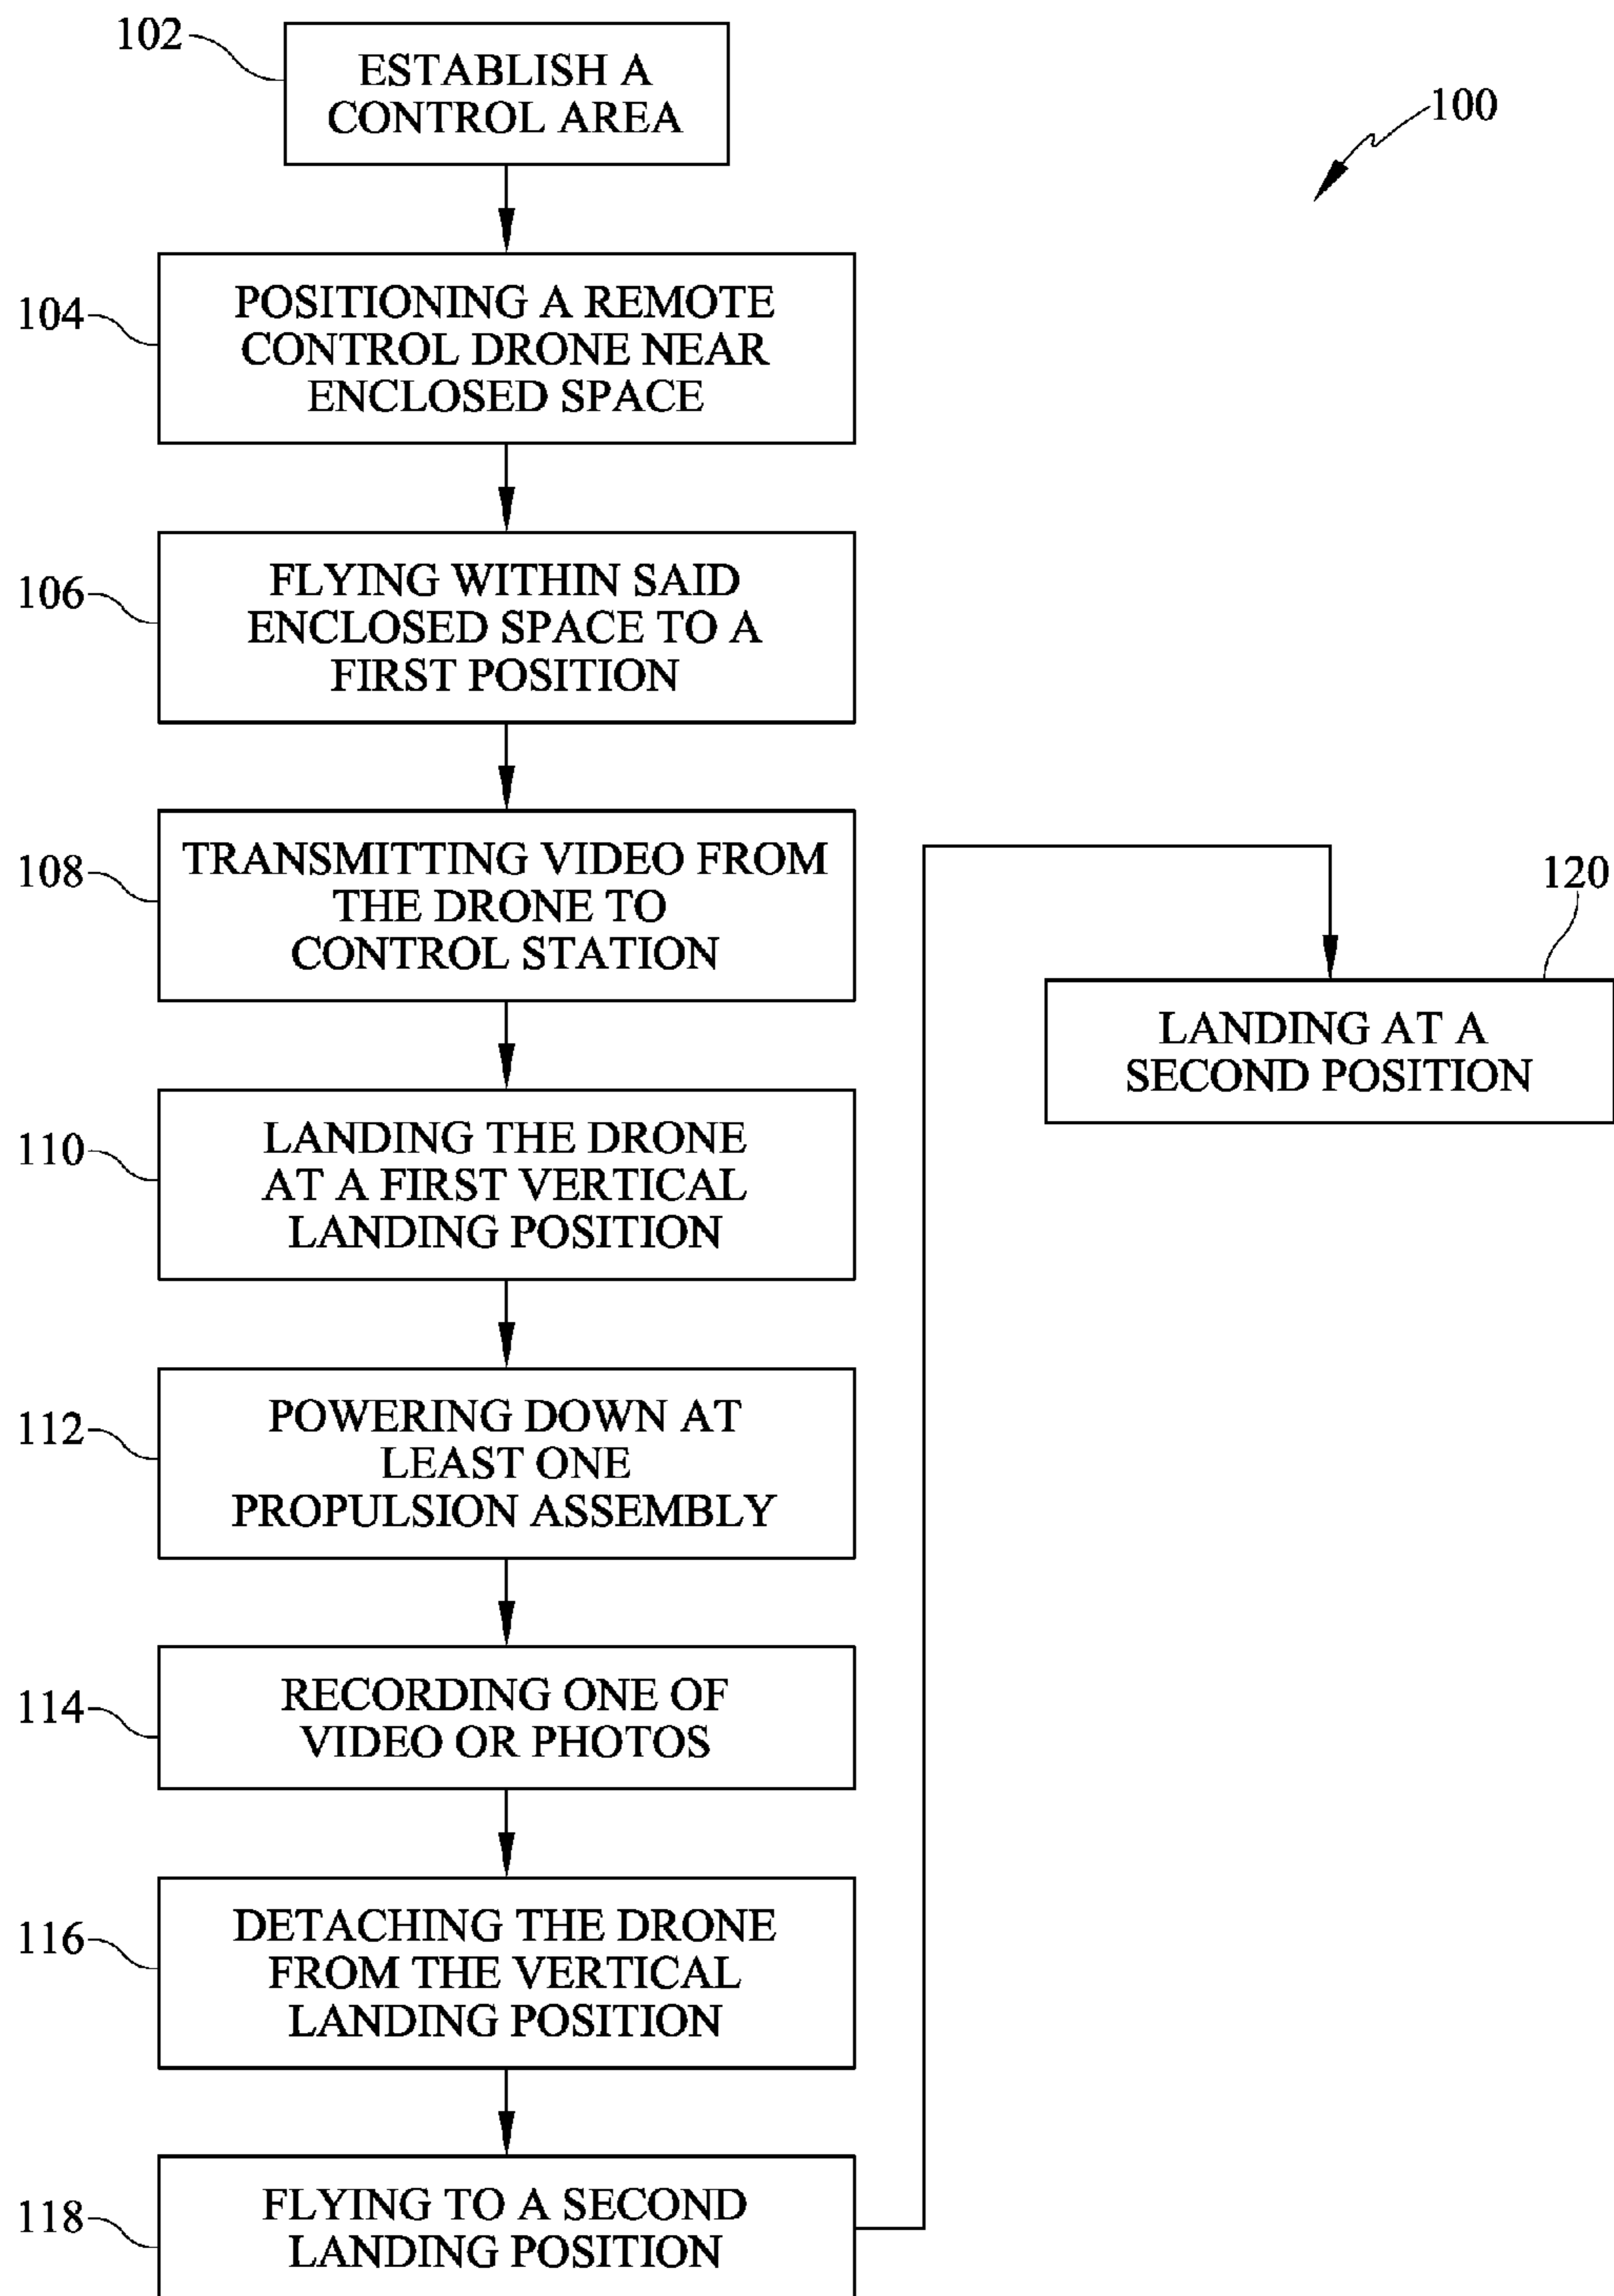 102
ESTABLISH A
CONTROL AREA
100
104
POSITIONING A REMOTE
CONTROL DRONE NEAR
ENCLOSED SPACE
106
FLYING WITHIN SAID
ENCLOSED SPACE TO A
FIRST POSITION
108
TRANSMITTING VIDEO FROM
THE DRONE TO
CONTROL STATION
110
LANDING THE DRONE
AT A FIRST VERTICAL
LANDING POSITION
112
POWERING DOWN AT
LEAST ONE
PROPULSION ASSEMBLY
114
RECORDING ONE OF
VIDEO OR PHOTOS
116
DETACHING THE DRONE
FROM THE VERTICAL
LANDING POSITION
118
FLYING TO A SECOND
LANDING POSITION
120
LANDING AT A
SECOND POSITION